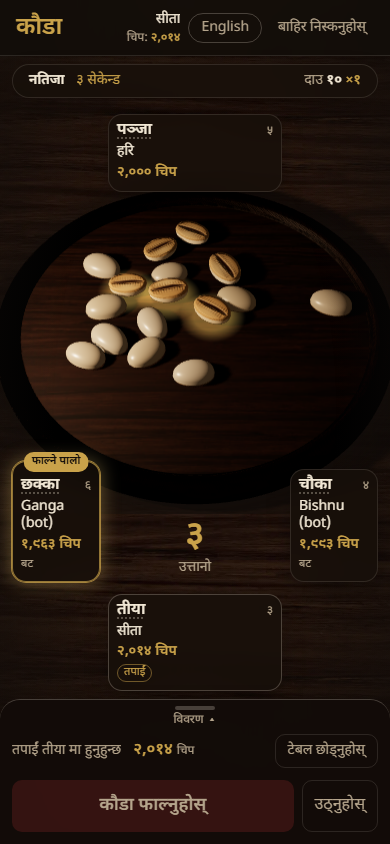 कौडा
सीता
चिप: २,०१४
English
बाहिर निस्कनुहोस्
नतिजा ३ सेकेन्ड
दाउ १० ×१
पञ्जा ५
हरि
२,००० चिप
फाल्ने पालो
छक्का ६
Ganga
(bot)
१,९६३ चिप
बट
चौका ४
Bishnu
(bot)
१,९९३ चिप
बट
३
उत्तानो
तीया ३
सीता
२,०१४ चिप
तपाईं
विवरण ▴
तपाईं तीया मा हुनुहुन्छ २,०१४ चिप
टेबल छोड्नुहोस्
कौडा फाल्नुहोस्
उठ्नुहोस्